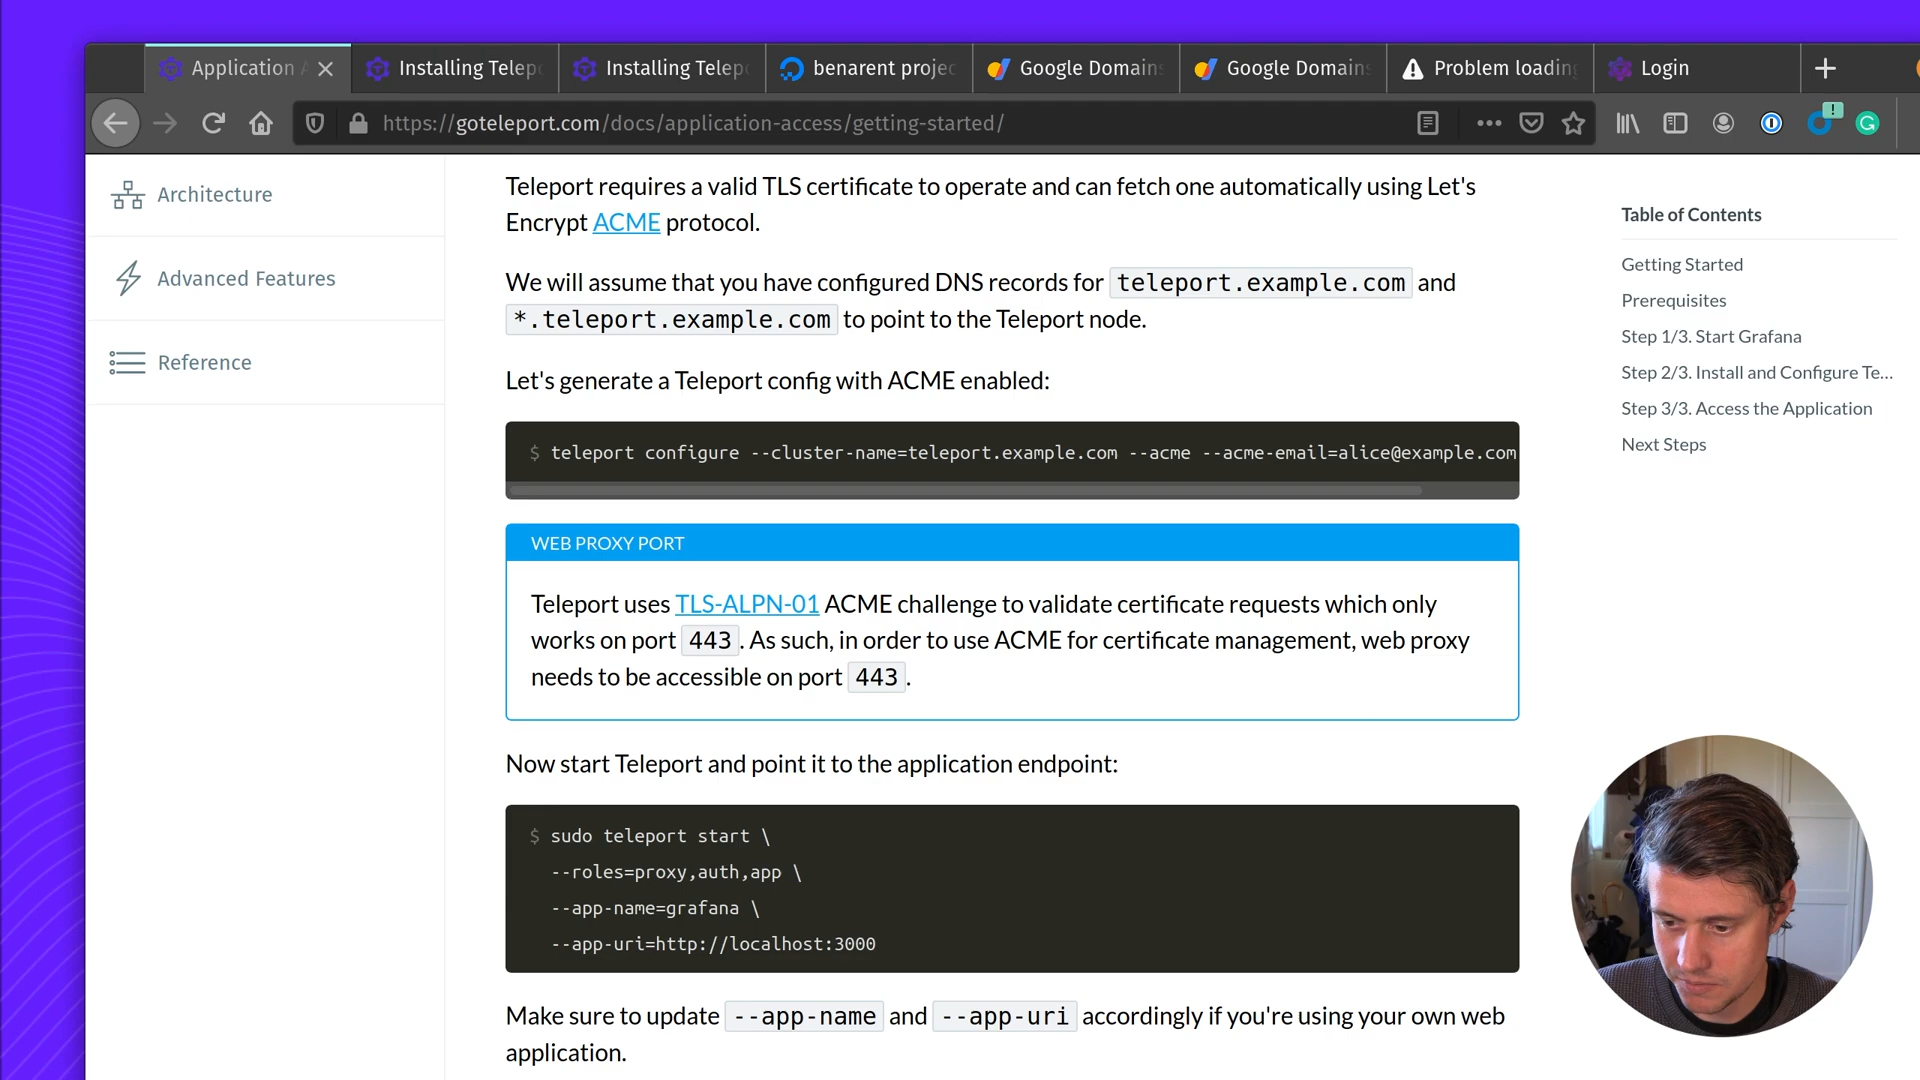 Application A
Installing Telep
Installing Telep
benarent projec
Google Domains
Google Domains
Problem loading
Login
https://goteleport.com/docs/application-access/getting-started/
Architecture
Advanced Features
Reference
Teleport requires a valid TLS certificate to operate and can fetch one automatically using Let's
Encrypt ACME protocol.
We will assume that you have configured DNS records for teleport.example.com and
*.teleport.example.com to point to the Teleport node.
Let's generate a Teleport config with ACME enabled:
$ teleport configure --cluster-name=teleport.example.com --acme --acme-email=alice@example.com
WEB PROXY PORT
Teleport uses TLS-ALPN-01 ACME challenge to validate certificate requests which only
works on port 443. As such, in order to use ACME for certificate management, web proxy
needs to be accessible on port 443.
Now start Teleport and point it to the application endpoint:
$ sudo teleport start \
--roles=proxy,auth,app \
--app-name=grafana \
--app-uri=http://localhost:3000
Make sure to update --app-name and --app-uri accordingly if you're using your own web
application.
Table of Contents
Getting Started
Prerequisites
Step 1/3. Start Grafana
Step 2/3. Install and Configure Te...
Step 3/3. Access the Application
Next Steps